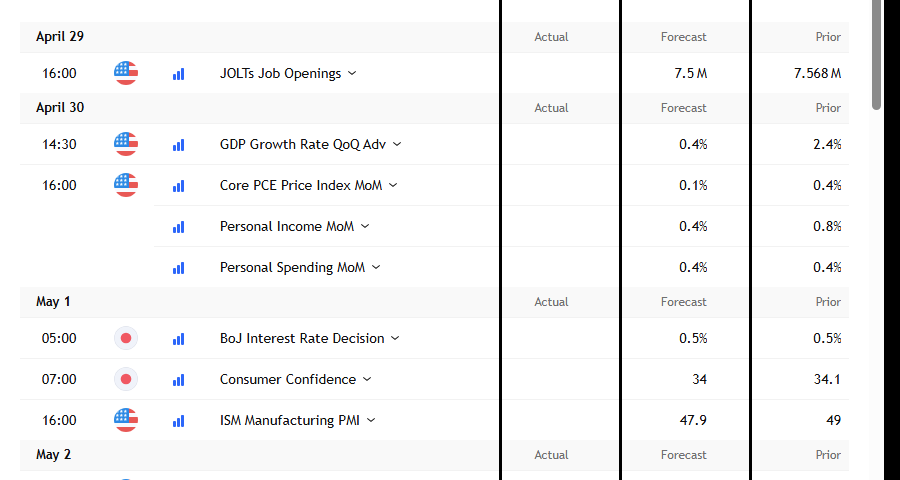 April 29 Actual Forecast Prior
16:00 JOLTs Job Openings 7.5 M 7.568 M
April 30 Actual Forecast Prior
14:30 GDP Growth Rate QoQ Adv 0.4% 2.4%
16:00 Core PCE Price Index MoM 0.1% 0.4%
Personal Income MoM 0.4% 0.8%
Personal Spending MoM 0.4% 0.4%
May 1 Actual Forecast Prior
05:00 BoJ Interest Rate Decision 0.5% 0.5%
07:00 Consumer Confidence 34 34.1
16:00 ISM Manufacturing PMI 47.9 49
May 2 Actual Forecast Prior